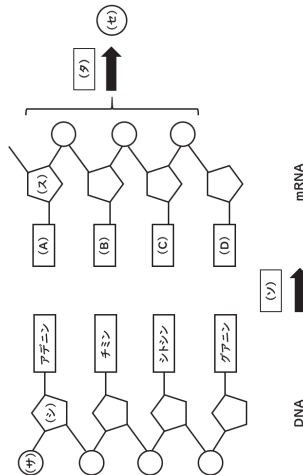 (サ)
(シ)
アデニン
チミン
シトシン
グアニン
DNA
(ソ)
(A)
(B)
(C)
(D)
(ス)
mRNA
(タ)
(セ)